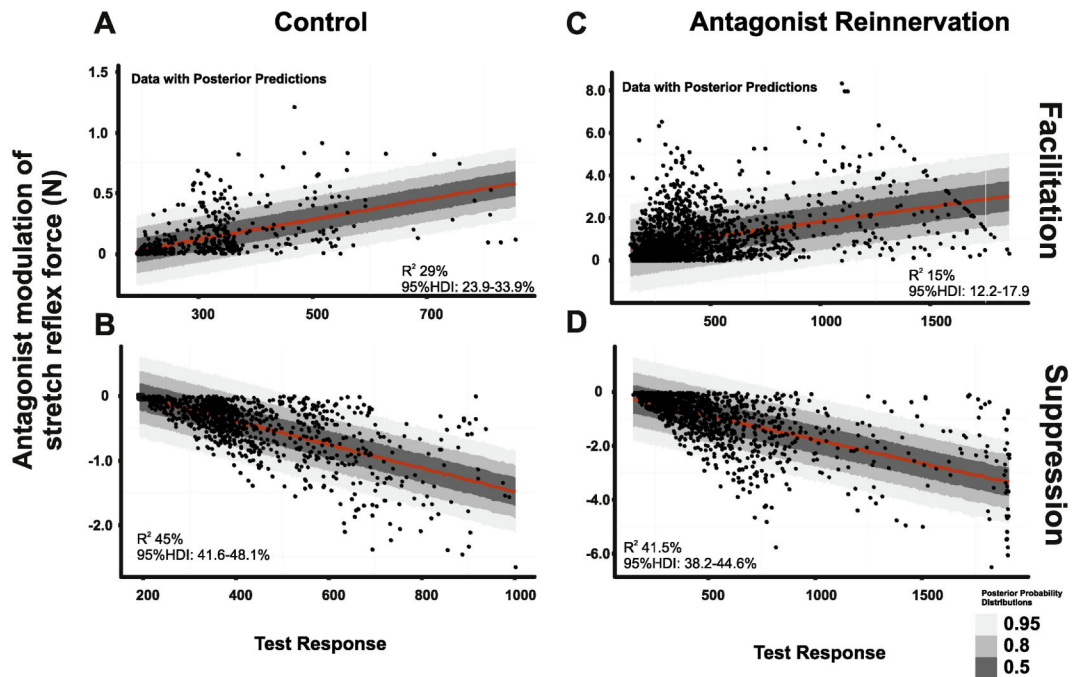 A
Control
C
Antagonist Reinnervation
Antagonist modulation of
stretch reflex force (N)
1.5
Data with Posterior Predictions
1.0
0.5
0
R² 29%
95%HDI: 23.9-33.9%
300
500
700
8.0
Data with Posterior Predictions
6.0
4.0
2.0
0
R² 15%
95%HDI: 12.2-17.9
500
1000
1500
Facilitation
B
0
-1.0
-2.0
R² 45%
95%HDI: 41.6-48.1%
200
400
600
800
1000
Test Response
D
0
-2.0
-4.0
-6.0
R² 41.5%
95%HDI: 38.2-44.6%
500
1000
1500
Test Response
Suppression
Posterior Probability
Distributions
0.95
0.8
0.5